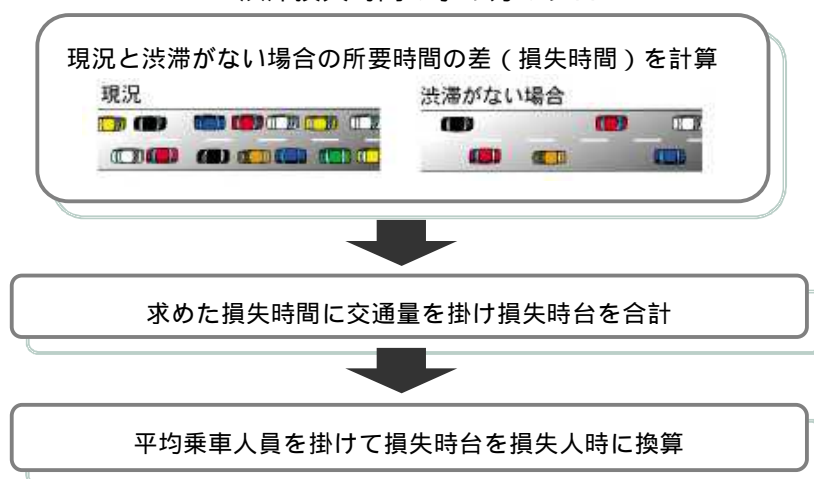 現況と渋滞がない場合の所要時間の差（損失時間）を計算
現況
渋滞がない場合
求めた損失時間に交通量を掛け損失時台を合計
平均乗車人員を掛けて損失時台を損失人時に換算